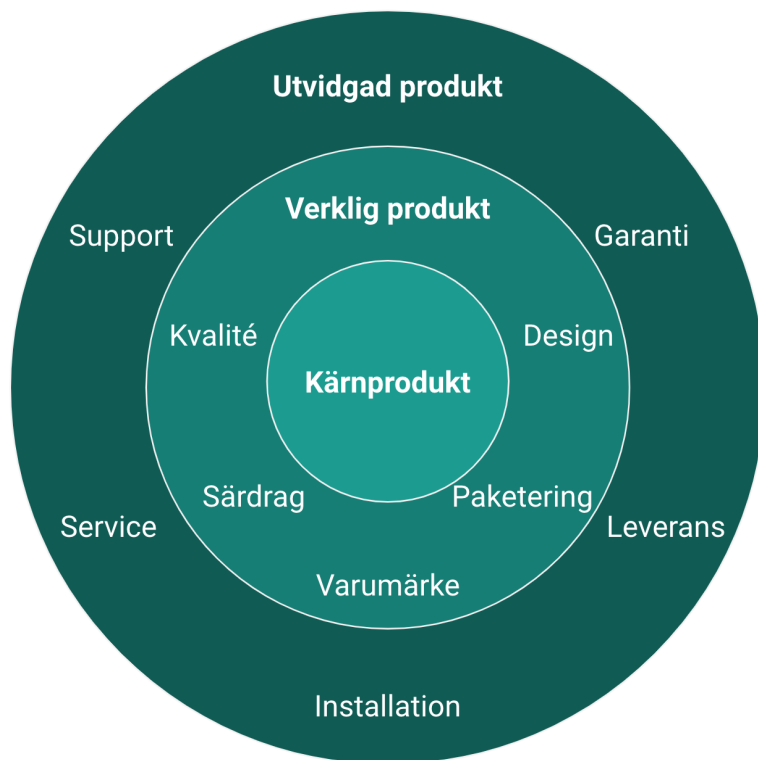 Utvidgad produkt
Verklig produkt
Support
Garanti
Kvalité
Design
Kärnprodukt
Särdrag
Paketering
Service
Leverans
Varumärke
Installation